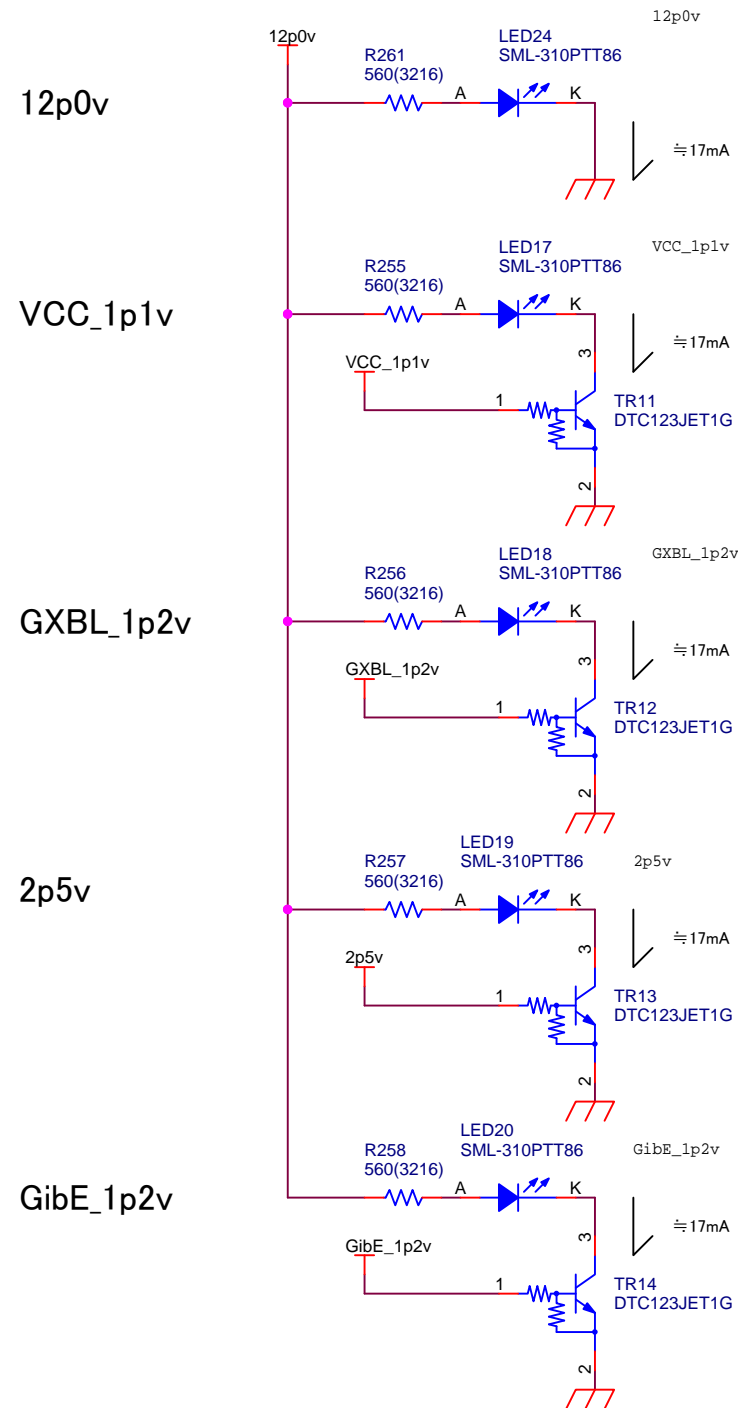 12p0v
12p0v
12p0v
R261
560(3216)
LED24
SML-310PTT86
A
K
≒17mA
VCC_1p1v
VCC_1p1v
R255
560(3216)
LED17
SML-310PTT86
A
K
≒17mA
VCC_1p1v
3
1
TR11
DTC123JET1G
2
GXBL_1p2v
GXBL_1p2v
R256
560(3216)
LED18
SML-310PTT86
A
K
≒17mA
GXBL_1p2v
3
1
TR12
DTC123JET1G
2
2p5v
2p5v
R257
560(3216)
LED19
SML-310PTT86
A
K
≒17mA
2p5v
3
1
TR13
DTC123JET1G
2
GibE_1p2v
GibE_1p2v
R258
560(3216)
LED20
SML-310PTT86
A
K
≒17mA
GibE_1p2v
3
1
TR14
DTC123JET1G
2